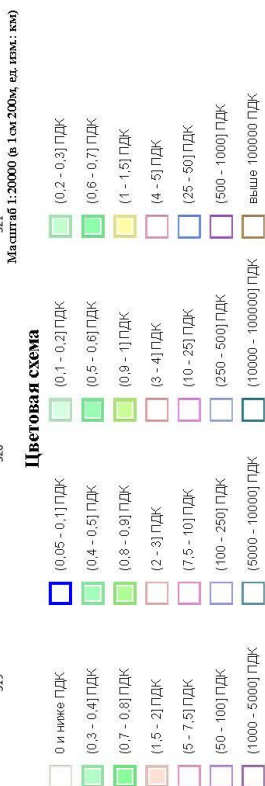 Масштаб 1:20000 (в 1см 200м, ед. изм.: км)
Цветовая схема
0 и ниже ПДК (0,05 - 0,1] ПДК (0,1 - 0,2] ПДК (0,2 - 0,3] ПДК
(0,3 - 0,4] ПДК (0,4 - 0,5] ПДК (0,5 - 0,6] ПДК (0,6 - 0,7] ПДК
(0,7 - 0,8] ПДК (0,8 - 0,9] ПДК (0,9 - 1] ПДК (1 - 1,5] ПДК
(1,5 - 2] ПДК (2 - 3] ПДК (3 - 4] ПДК (4 - 5] ПДК
(5 - 7,5] ПДК (7,5 - 10] ПДК (10 - 25] ПДК (25 - 50] ПДК
(50 - 100] ПДК (100 - 250] ПДК (250 - 500] ПДК (500 - 1000] ПДК
(1000 - 5000] ПДК (5000 - 10000] ПДК (10000 - 100000] ПДК выше 100000 ПДК